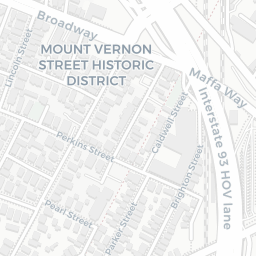 Broadway
Lincoln Street
MOUNT VERNON
STREET HISTORIC
DISTRICT
Maffa Way
Interstate 93 HOV lane
Caldwell Street
Perkins Street
Brighton Street
Pearl Street
Parker Street